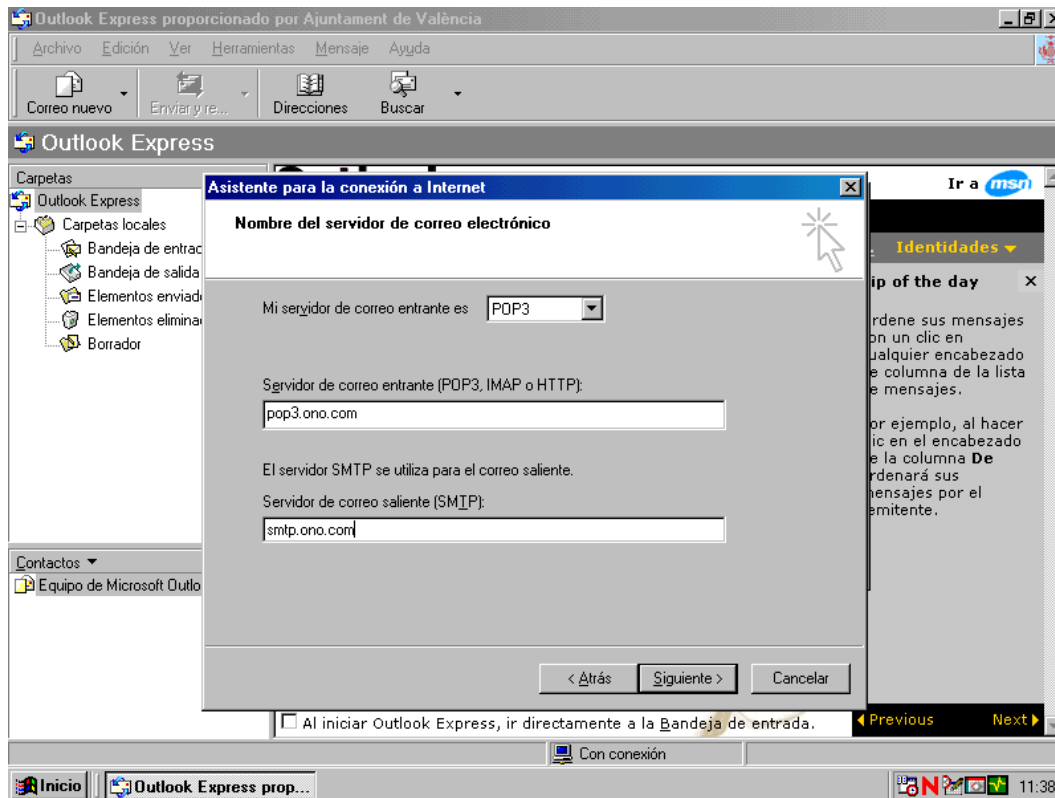 Outlook Express proporcionado por Ajuntament de València
Archivo Edición Ver Herramientas Mensaje Ayuda
Correo nuevo Enviar y re... Direcciones Buscar
Outlook Express
Carpetas
Outlook Express
Carpetas locales
Bandeja de entrac
Bandeja de salida
Elementos enviad
Elementos elimina
Borrador
Contactos
Equipo de Microsoft Outlo
Asistente para la conexión a Internet
Nombre del servidor de correo electrónico
Mi servidor de correo entrante es POP3
Servidor de correo entrante (POP3, IMAP o HTTP):
pop3.ono.com
El servidor SMTP se utiliza para el correo saliente.
Servidor de correo saliente (SMTP):
smtp.ono.com
< Atrás Siguiente > Cancelar
Ir a msn
Identidades
ip of the day
rdene sus mensajes
on un clic en
ualquier encabezado
e columna de la lista
e mensajes.
or ejemplo, al hacer
ic en el encabezado
e la columna De
rdenará sus
mensajes por el
emitente.
Previous Next
Al iniciar Outlook Express, ir directamente a la Bandeja de entrada.
Con conexión
Inicio Outlook Express prop... N 11:38